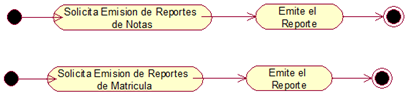 Solicita Emision de Reportes
de Notas
Emite el
Reporte
Solicita Emision de Reportes
de Matricula
Emite el
Reporte